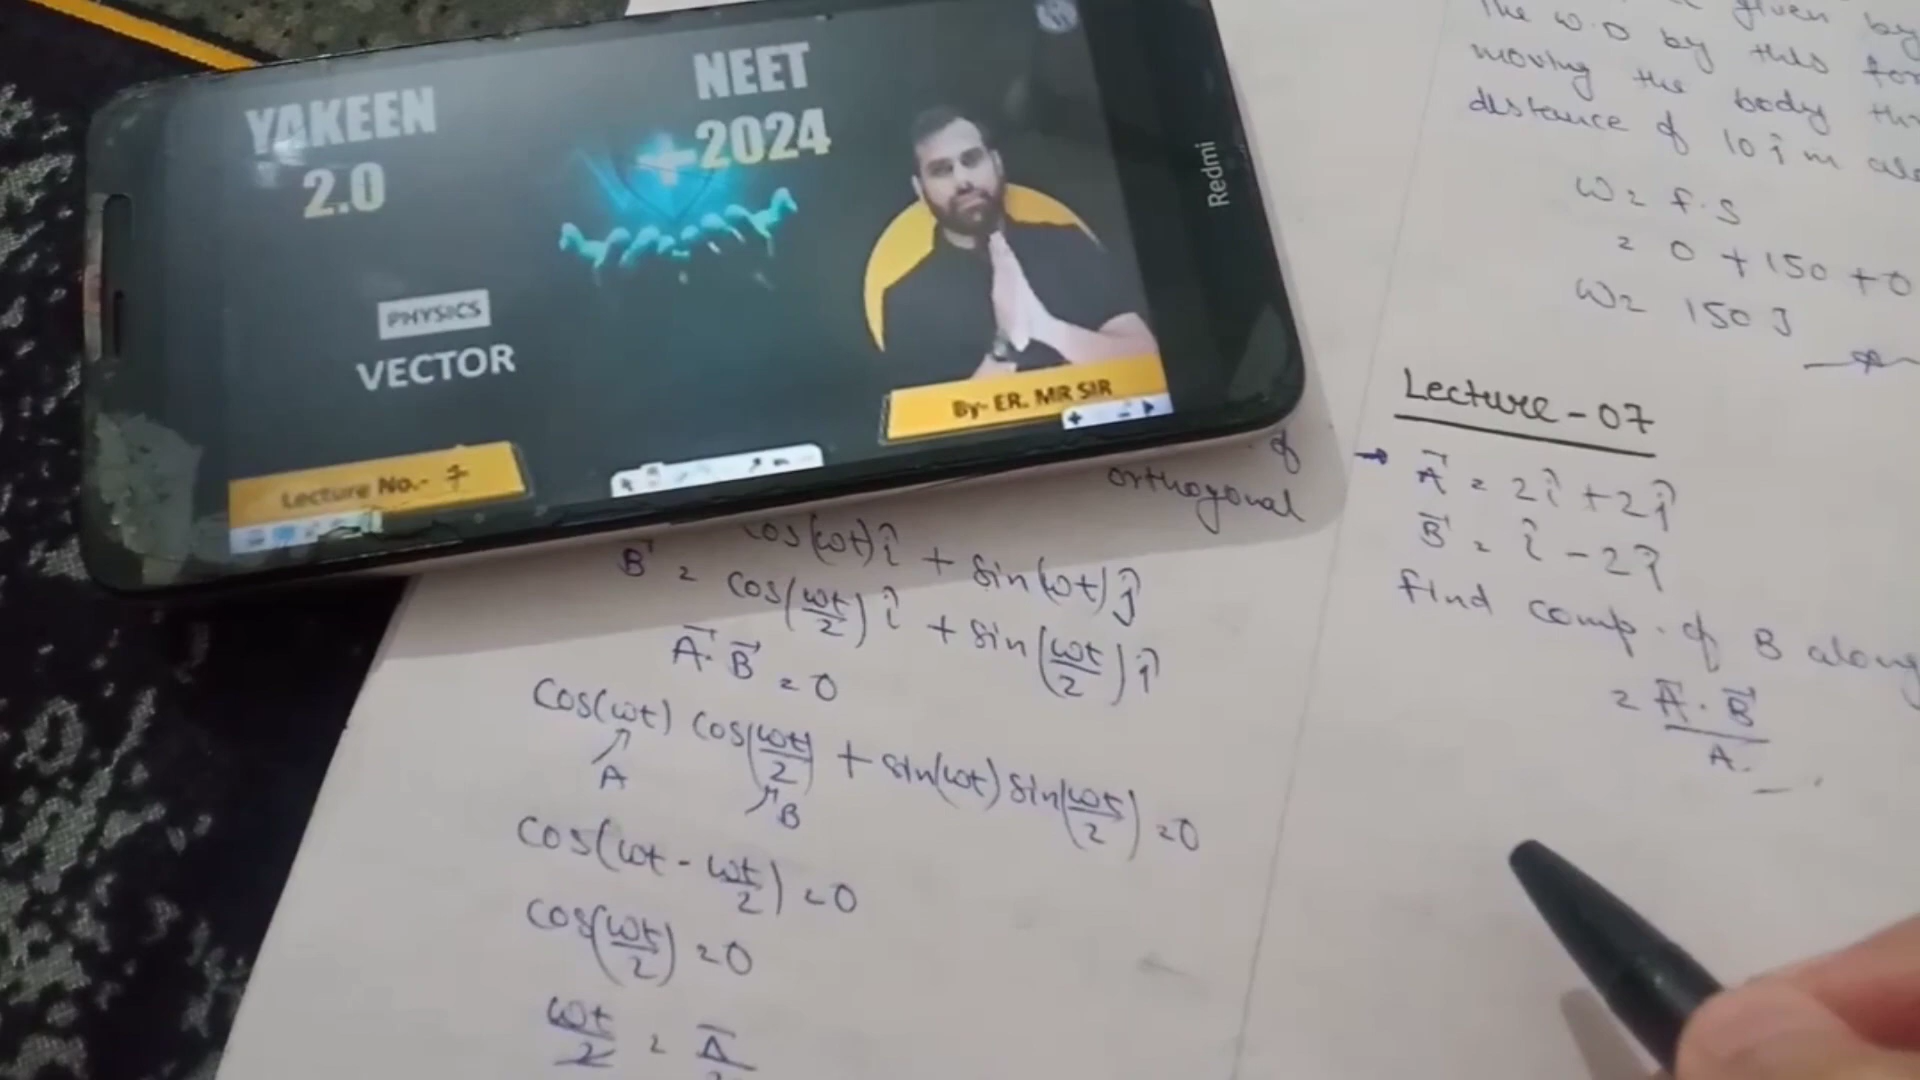 YAKEEN
2.0
NEET
2024
PHYSICS
VECTOR
By- ER. MR SIR
Lecture No.- 7
Redmi
of
orthogonal
cos(ωt)î + sin(ωt)ĵ
B⃗ = cos(ωt/2)î + sin(ωt/2)ĵ
A⃗. B⃗ = 0
cos(ωt) cos(ωt/2) + sin(ωt) sin(ωt/2) = 0
A
B
cos(ωt - ωt/2) = 0
cos(ωt/2) = 0
ωt/2 =
given by
The W.D by this for
moving the body thr
distance of 10 ĵ m alo
W = F.S
= 0 + 150 + 0
W = 150 J
Lecture - 07
→ A⃗ = 2î + 2ĵ
B⃗ = î - 2ĵ
find comp. of B along
= A⃗ . B⃗
A